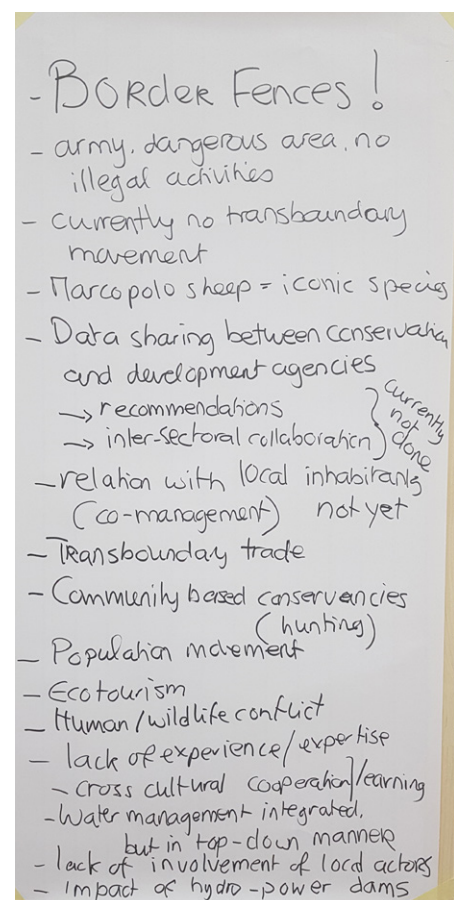 - Border Fences!
- army, dangerous area, no
illegal activities
- currently no transboundary
movement
- Marcopolo sheep = iconic species
- Data sharing between conservation
and development agencies
→ recommendations
→ inter-sectoral collaboration
currently
not
done
- relation with local inhabitants
(co-management) not yet
- Transbounday trade
- Community based conservancies
(hunting)
- Population movement
- Ecotourism
- Human/wildlife conflict
- lack of experience/expertise
- cross cultural cooperation/learning
- Water management integrated,
but in top-down manner
- lack of involvement of local actors
- Impact of hydro-power dams